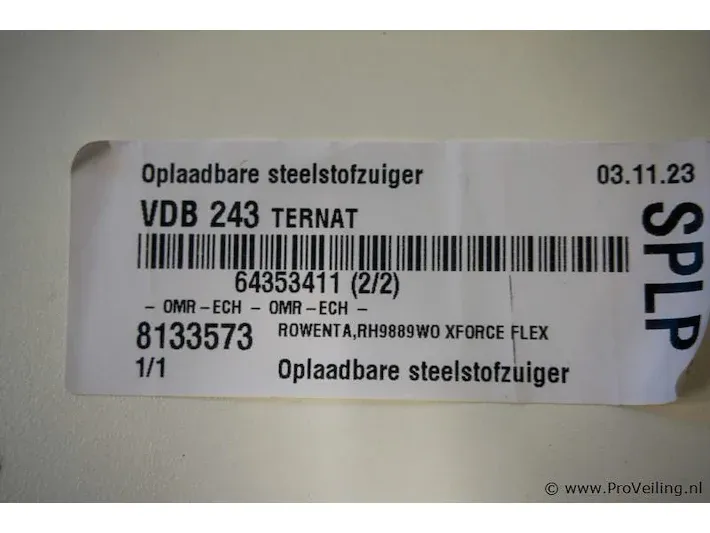 Oplaadbare steelstofzuiger 03.11.23
VDB 243 TERNAT
64353411 (2/2)
- OMR-ECH - OMR-ECH -
8133573 ROWENTA,RH9889WO XFORCE FLEX
1/1 Oplaadbare steelstofzuiger
SPLP
© www.ProVeiling.nl